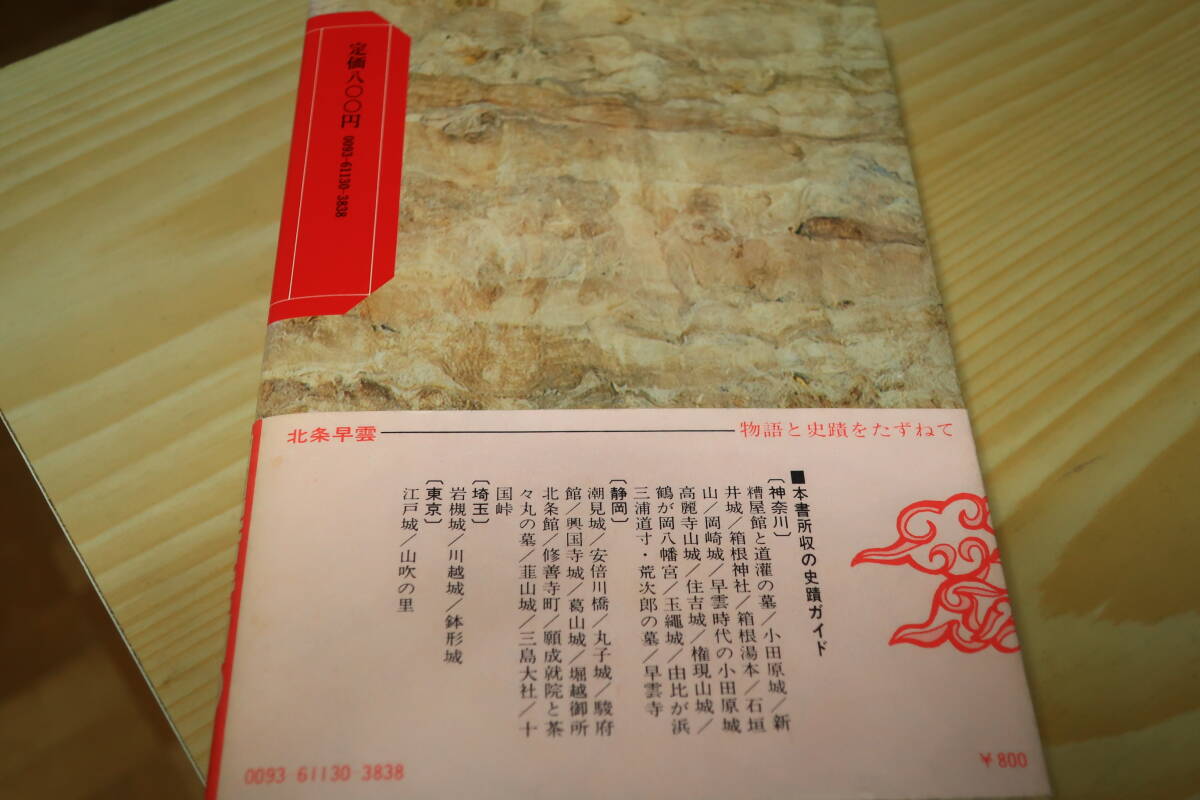 定価八〇〇円 0093-61130-3838
北条早雲
物語と史蹟をたずねて
■本書所収の史蹟ガイド
〔神奈川〕
糟屋館と道灌の墓／小田原城／新
井城／箱根神社／箱根湯本／石垣
山／岡崎城／早雲時代の小田原城
高麗寺山城／住吉城／権現山城／
鶴が岡八幡宮／玉縄城／由比が浜
三浦道寸・荒次郎の墓／早雲寺
〔静岡〕
潮見城／安倍川橋／丸子城／駿府
館／興国寺城／葛山城／堀越御所
北条館／修善寺町／願成就院と茶
々丸の墓／韮山城／三島大社／十
国峠
〔埼玉〕
岩槻城／川越城／鉢形城
〔東京〕
江戸城／山吹の里
0093-61130-3838
￥800